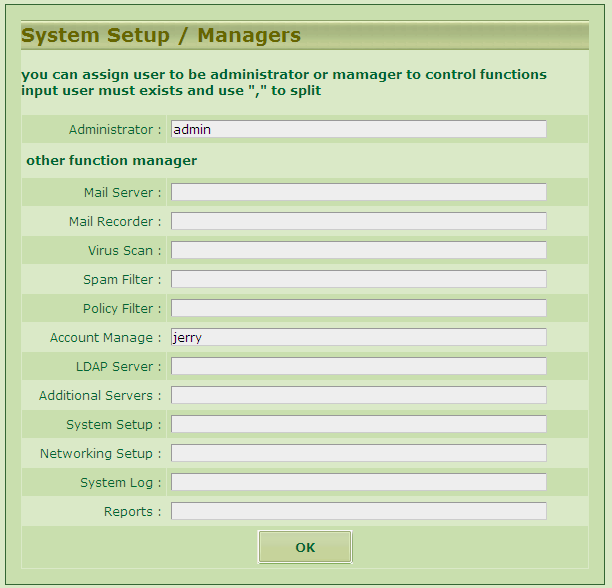 System Setup / Managers
you can assign user to be administrator or mamager to control functions
input user must exists and use "," to split
Administrator : admin
other function manager
Mail Server :
Mail Recorder :
Virus Scan :
Spam Filter :
Policy Filter :
Account Manage : jerry
LDAP Server :
Additional Servers :
System Setup :
Networking Setup :
System Log :
Reports :
OK